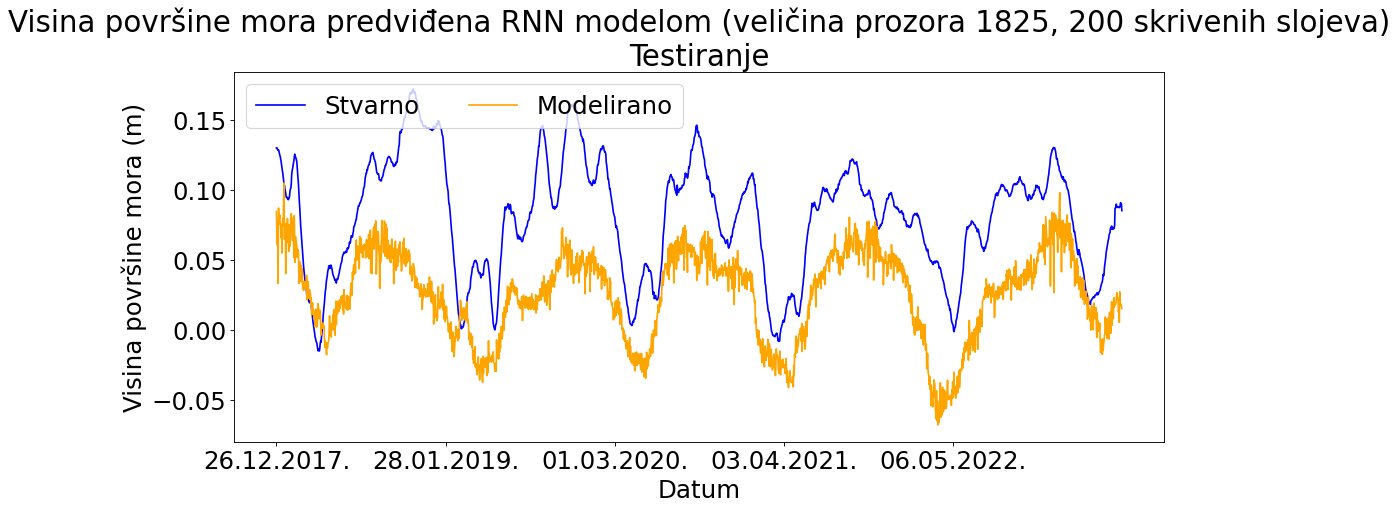 Visina površine mora predviđena RNN modelom (veličina prozora 1825, 200 skrivenih slojeva)
Testiranje
Stvarno Modelirano
Visina površine mora (m)
0.15
0.10
0.05
0.00
−0.05
26.12.2017. 28.01.2019. 01.03.2020. 03.04.2021. 06.05.2022.
Datum